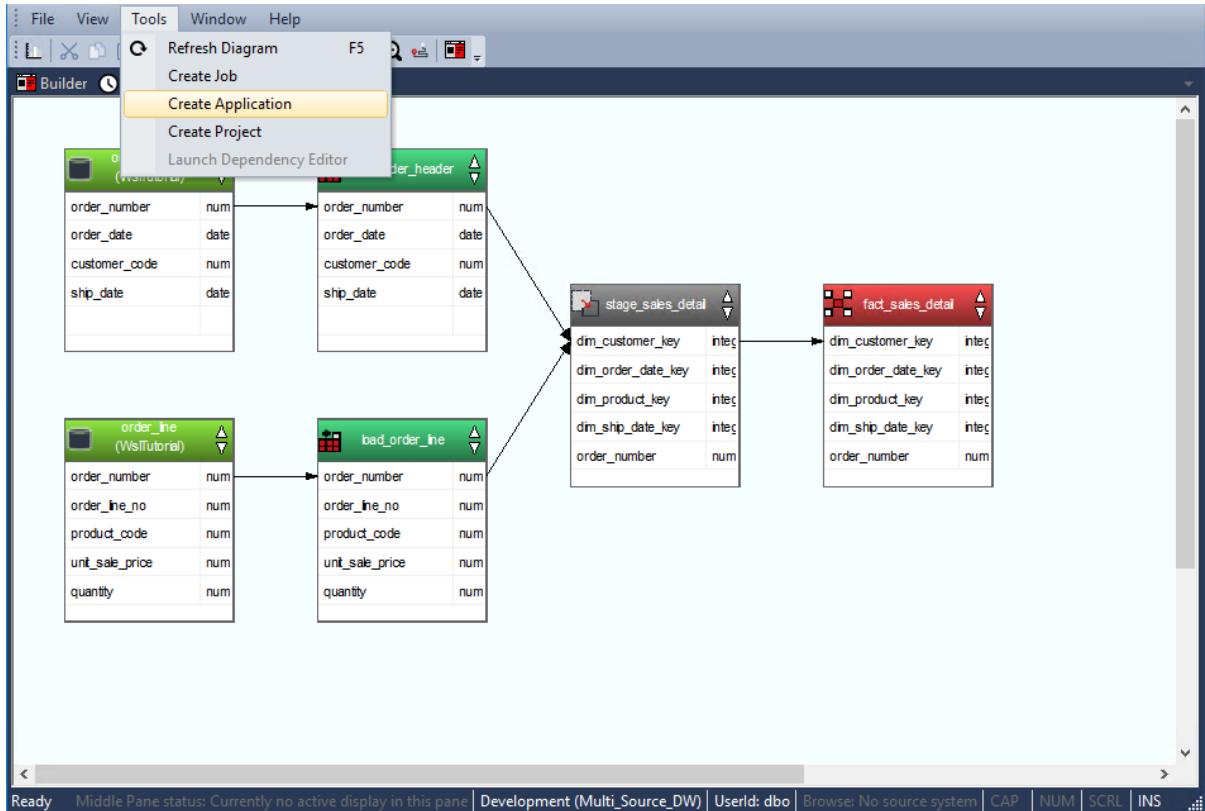 File View Tools Window Help
Refresh Diagram F5
Create Job
Builder
Create Application
Create Project
Launch Dependency Editor
(WslTutorial)
order_number num
order_date date
customer_code num
ship_date date
der_header
order_number num
order_date date
customer_code num
ship_date date
order_line
(WslTutorial)
order_number num
order_line_no num
product_code num
unit_sale_price num
quantity num
load_order_line
order_number num
order_line_no num
product_code num
unit_sale_price num
quantity num
stage_sales_detail
dim_customer_key integ
dim_order_date_key integ
dim_product_key integ
dim_ship_date_key integ
order_number num
fact_sales_detail
dim_customer_key integ
dim_order_date_key integ
dim_product_key integ
dim_ship_date_key integ
order_number num
Ready Middle Pane status: Currently no active display in this pane Development (Multi_Source_DW) UserId: dbo Browse: No source system CAP NUM SCRL INS